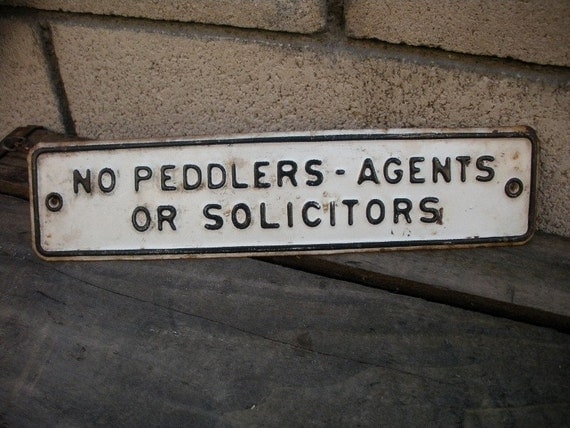 NO PEDDLERS - AGENTS
OR SOLICITORS